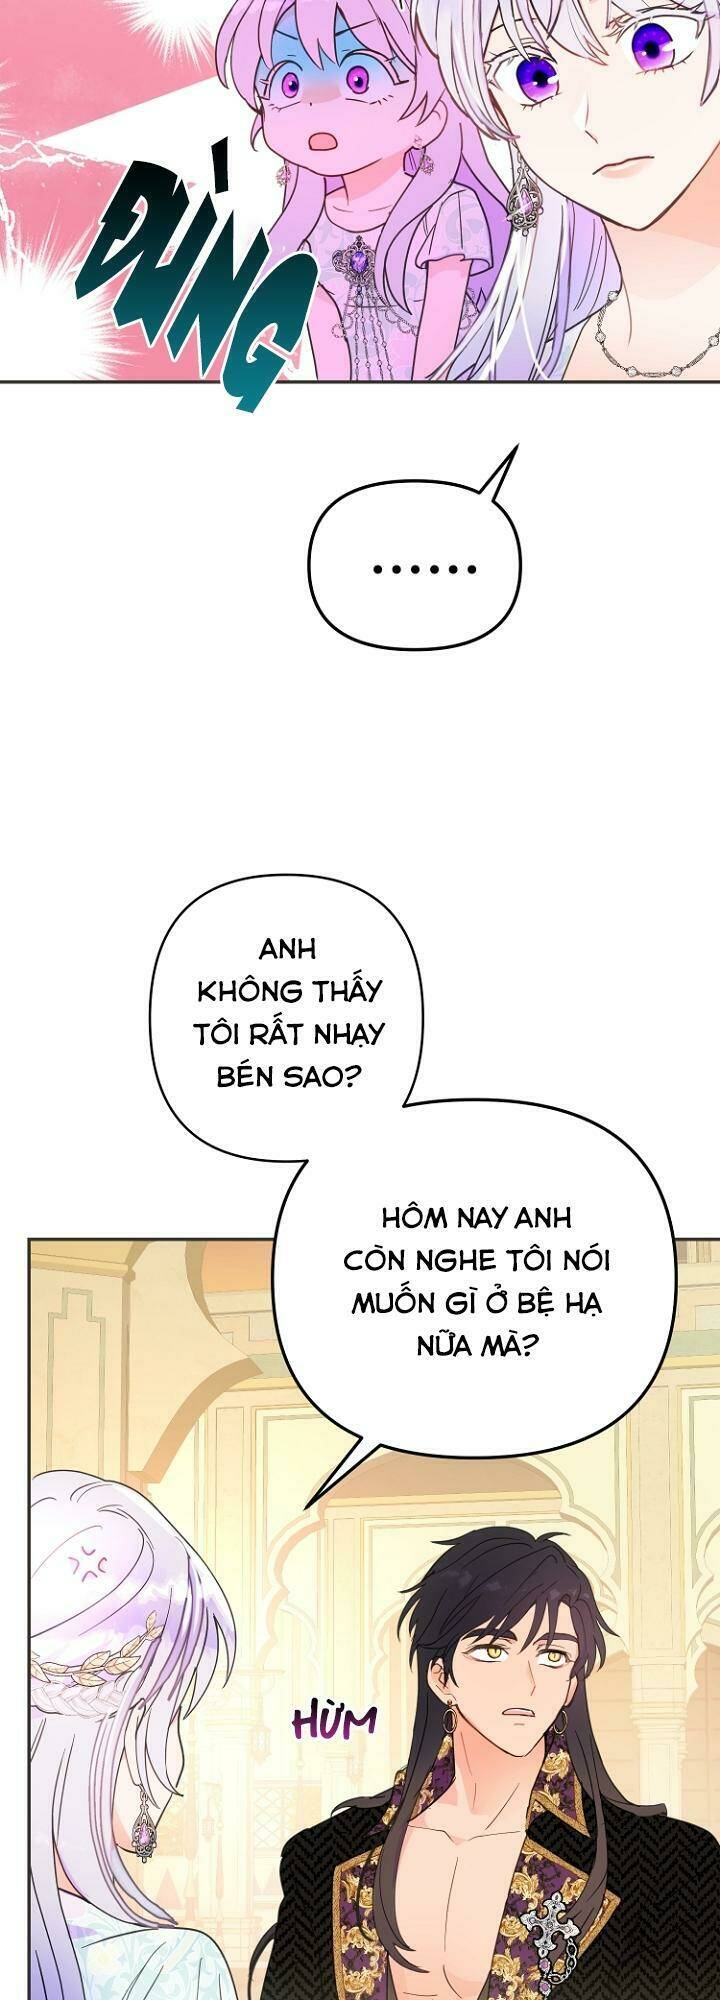 ĐÙNG
......
ANH
KHÔNG THẤY
TÔI RẤT NHẠY
BÉN SAO?
HÔM NAY ANH
CÒN NGHE TÔI NÓI
MUỐN GÌ Ở BỆ HẠ
NỮA MÀ?
HỪM